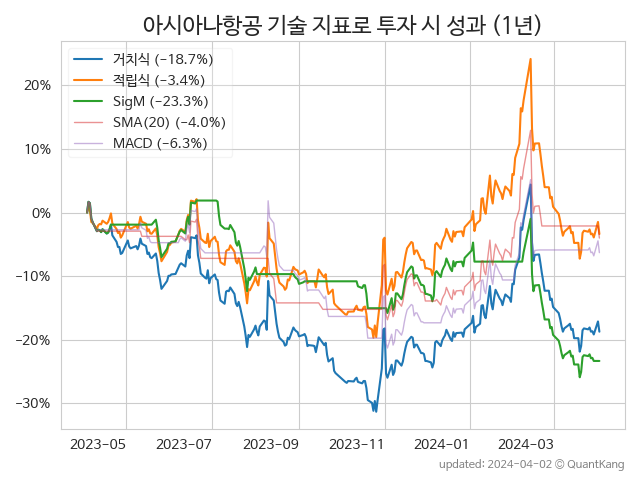 아시아나항공 기술 지표로 투자 시 성과 (1년)
거치식 (−18.7%)
적립식 (−3.4%)
SigM (−23.3%)
SMA(20) (−4.0%)
MACD (−6.3%)
20%
10%
0%
−10%
−20%
−30%
2023-05 2023-07 2023-09 2023-11 2024-01 2024-03
updated: 2024-04-02 ⓒ QuantKang